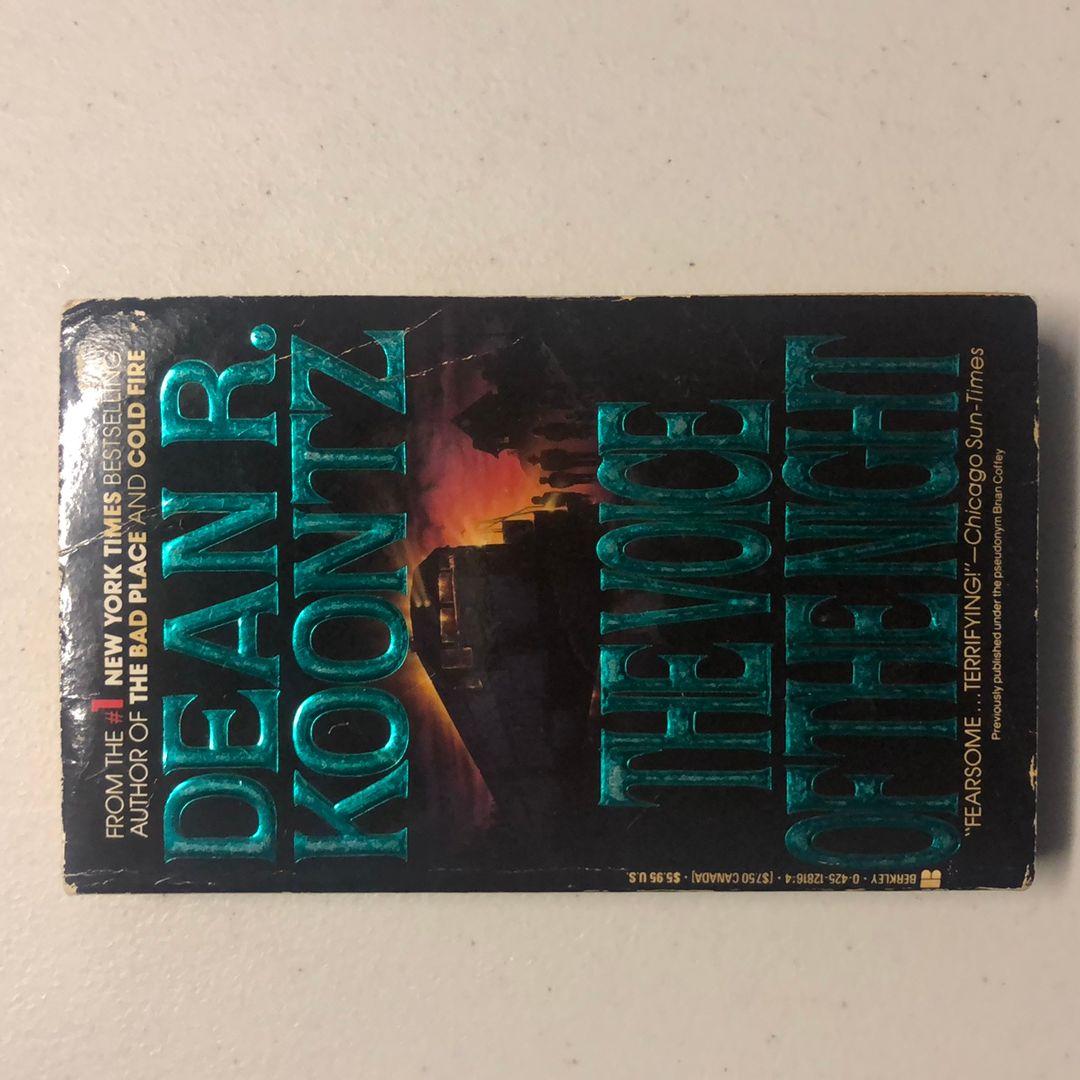 FROM THE #1 NEW YORK TIMES BESTSELLING
AUTHOR OF THE BAD PLACE AND COLD FIRE
DEAN R.
KOONTZ
THE VOICE
OF THE NIGHT
"FEARSOME...TERRIFYING!"—Chicago Sun-Times
Previously published under the pseudonym Brian Coffey
BERKLEY · 0-425-12816-4 · [$7.50 CANADA] · $5.95 U.S.